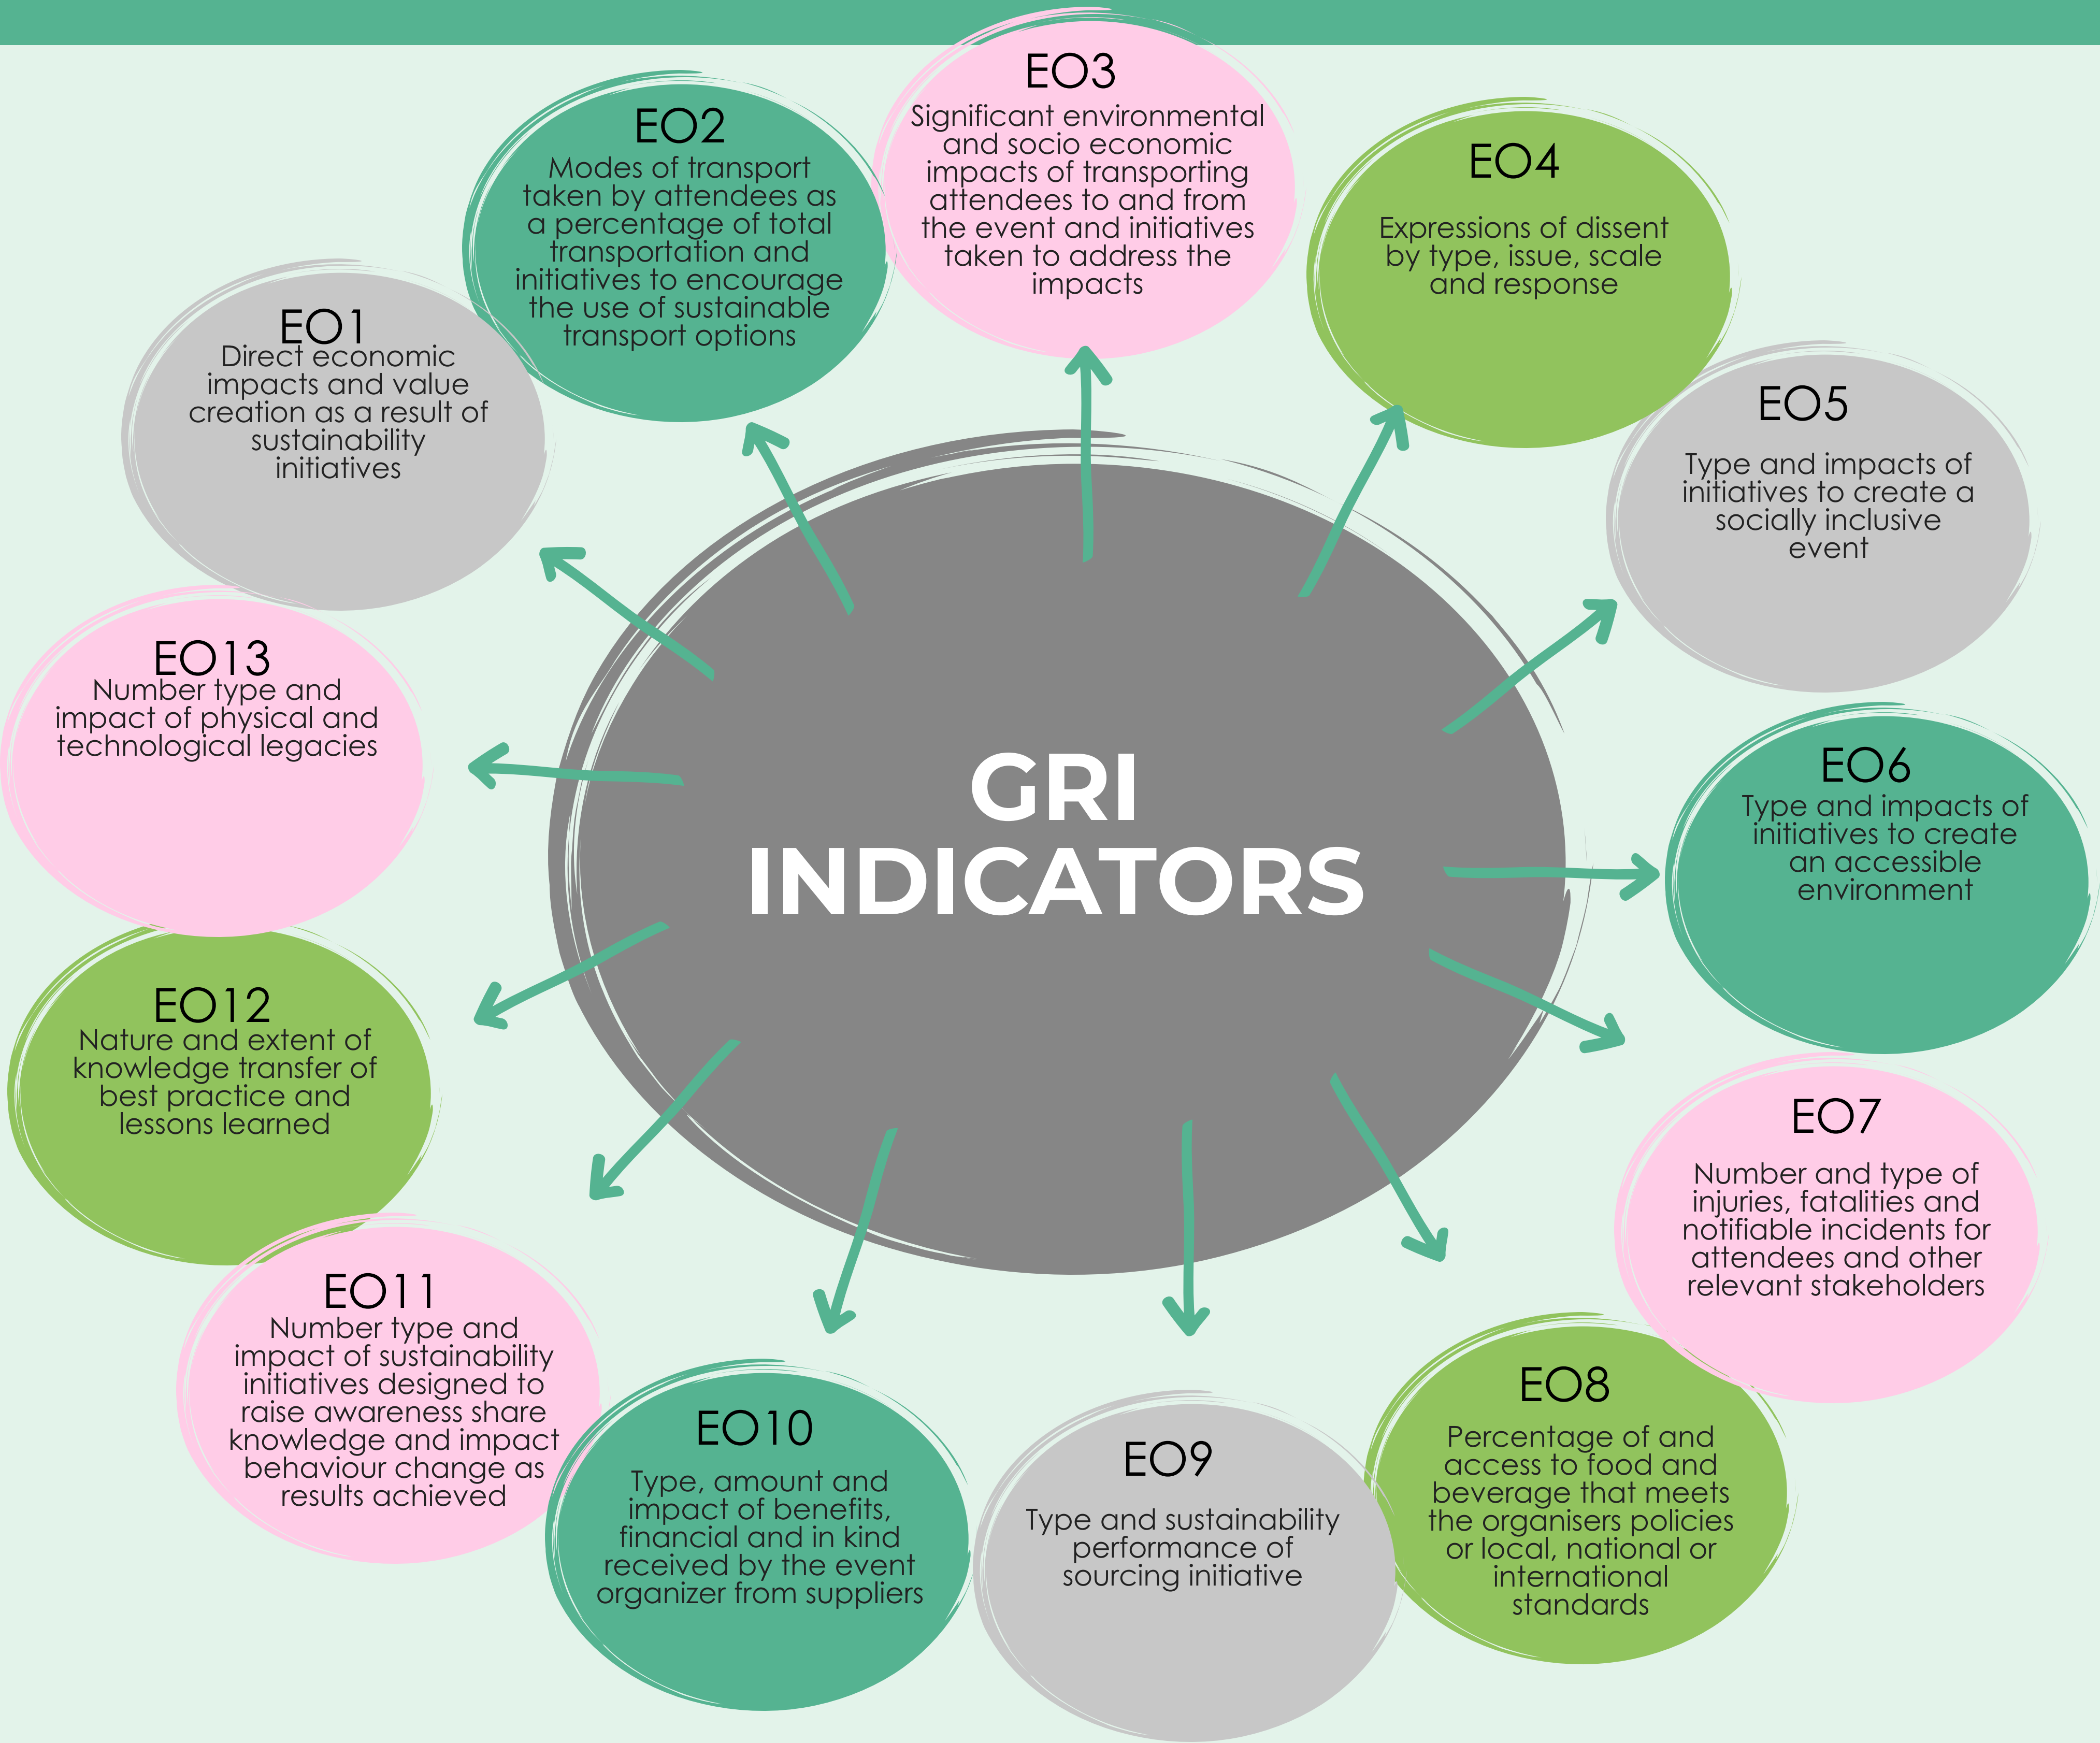 GRI
INDICATORS
EO1
Direct economic
impacts and value
creation as a result of
sustainability
initiatives
EO2
Modes of transport
taken by attendees as
a percentage of total
transportation and
initiatives to encourage
the use of sustainable
transport options
EO3
Significant environmental
and socio economic
impacts of transporting
attendees to and from
the event and initiatives
taken to address the
impacts
EO4
Expressions of dissent
by type, issue, scale
and response
EO5
Type and impacts of
initiatives to create a
socially inclusive
event
EO6
Type and impacts of
initiatives to create
an accessible
environment
EO7
Number and type of
injuries, fatalities and
notifiable incidents for
attendees and other
relevant stakeholders
EO8
Percentage of and
access to food and
beverage that meets
the organisers policies
or local, national or
international
standards
EO9
Type and sustainability
performance of
sourcing initiative
EO10
Type, amount and
impact of benefits,
financial and in kind
received by the event
organizer from suppliers
EO11
Number type and
impact of sustainability
initiatives designed to
raise awareness share
knowledge and impact
behaviour change as
results achieved
EO12
Nature and extent of
knowledge transfer of
best practice and
lessons learned
EO13
Number type and
impact of physical and
technological legacies